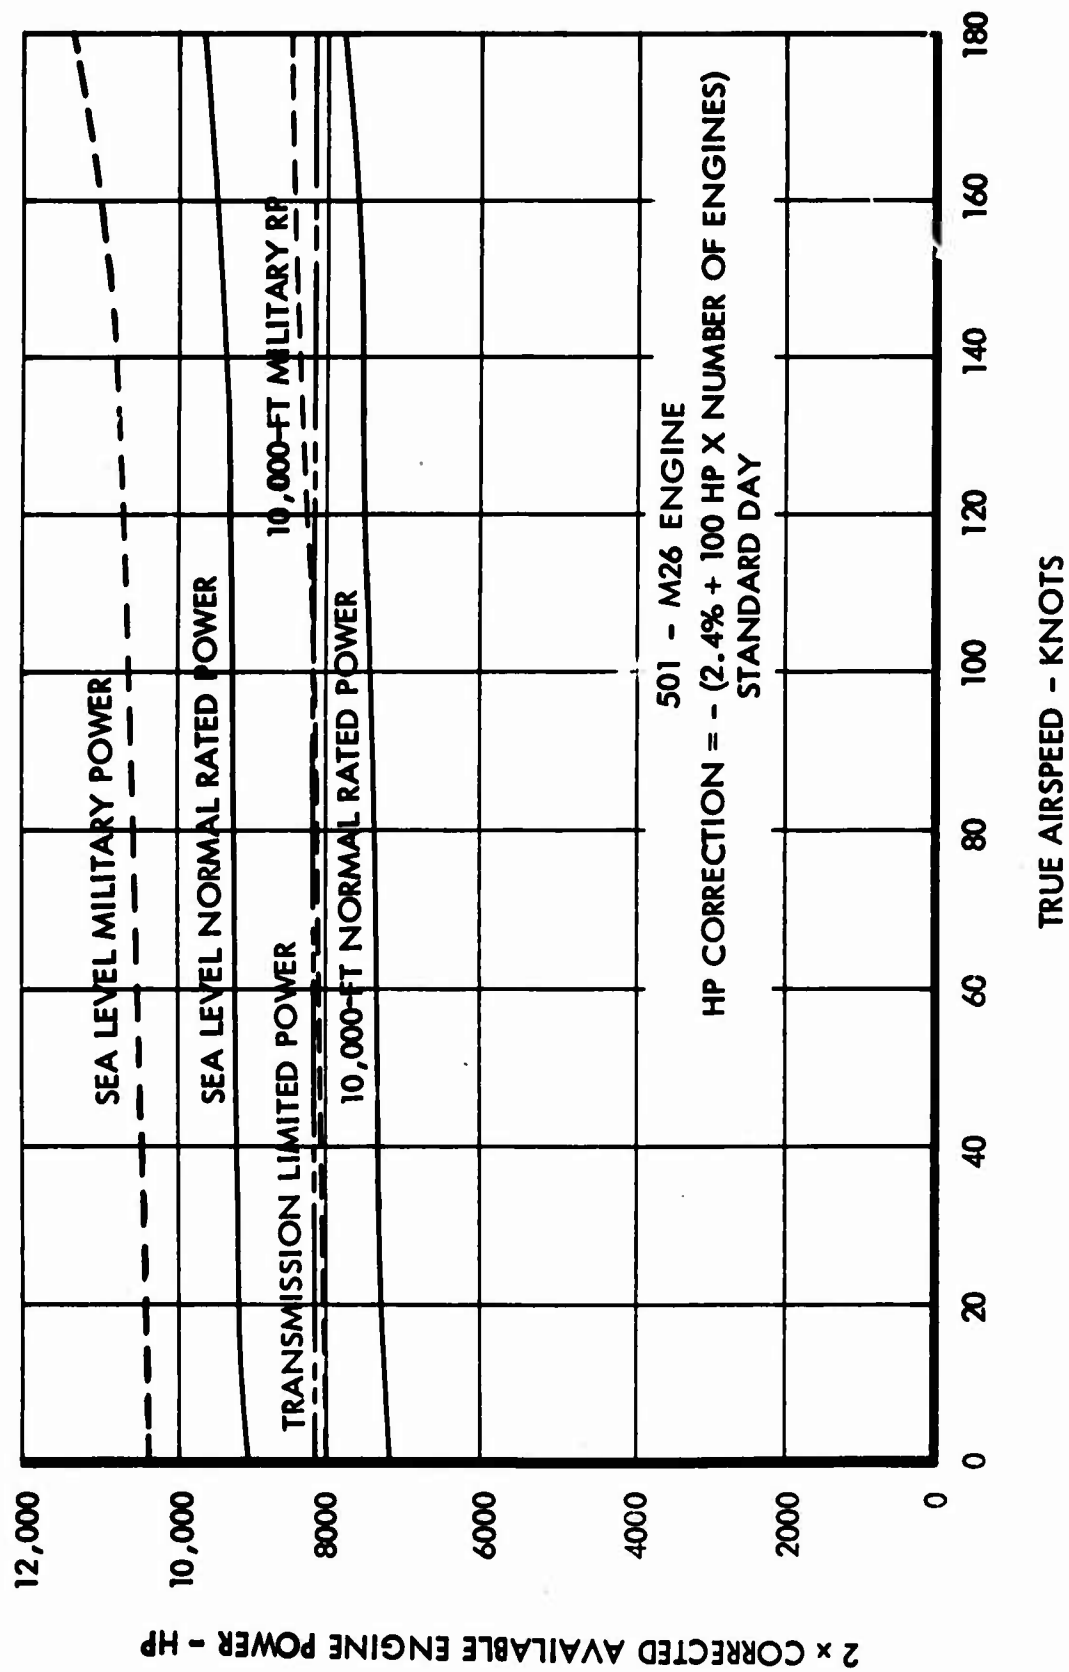 2 x CORRECTED AVAILABLE ENGINE POWER - HP
12,000
10,000
8000
6000
4000
2000
0
SEA LEVEL MILITARY POWER
SEA LEVEL NORMAL RATED POWER
10,000-FT MILITARY RP
TRANSMISSION LIMITED POWER
10,000-FT NORMAL RATED POWER
501 - M26 ENGINE
HP CORRECTION = - (2.4% + 100 HP X NUMBER OF ENGINES)
STANDARD DAY
0 20 40 60 80 100 120 140 160 180
TRUE AIRSPEED - KNOTS